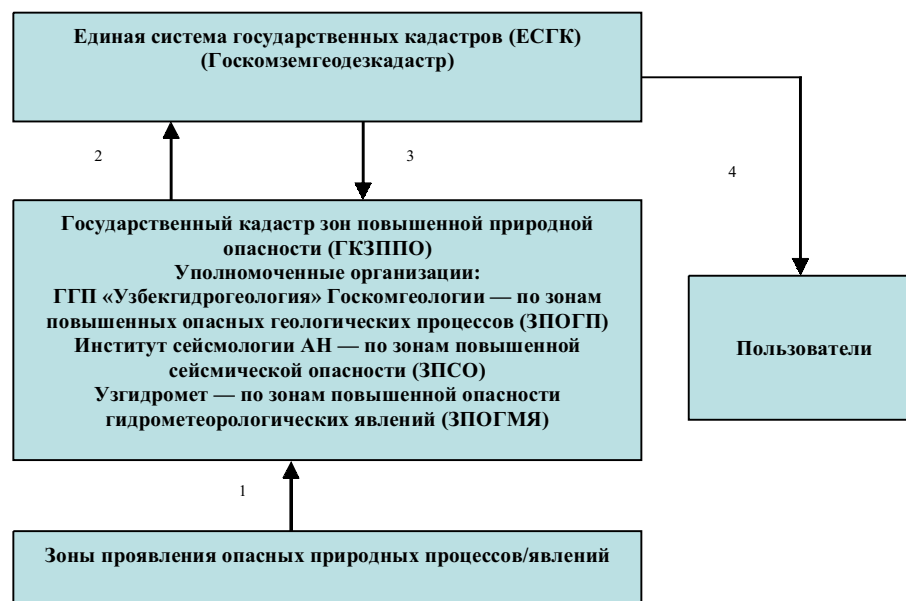 Единая система государственных кадастров (ЕСГК)
(Госкомземгеодезкадастр)
2
3
4
Государственный кадастр зон повышенной природной
опасности (ГКЗППО)
Уполномоченные организации:
ГГП «Узбекгидрогеология» Госкомгеологии — по зонам
повышенных опасных геологических процессов (ЗПОГП)
Институт сейсмологии АН — по зонам повышенной
сейсмической опасности (ЗПСО)
Узгидромет — по зонам повышенной опасности
гидрометеорологических явлений (ЗПОГМЯ)
Пользователи
1
Зоны проявления опасных природных процессов/явлений